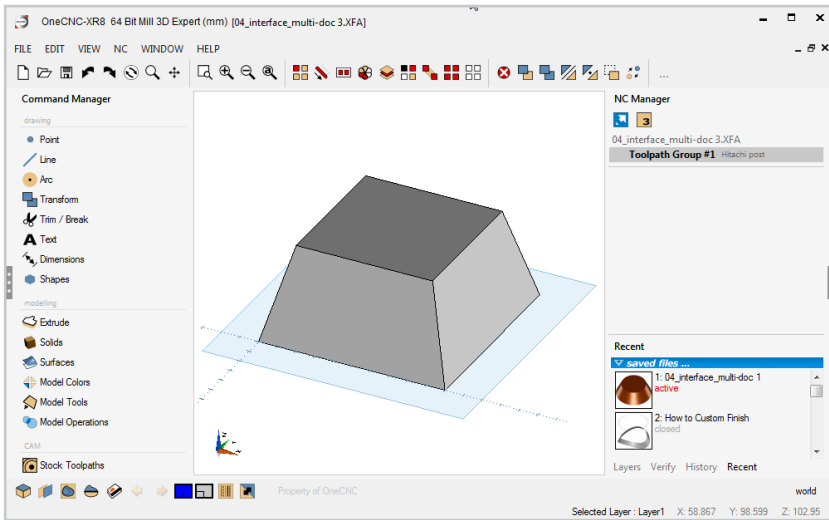 OneCNC-XR8 64 Bit Mill 3D Expert (mm) [04_interface_multi-doc 3.XFA]
FILE EDIT VIEW NC WINDOW HELP
Command Manager
drawing
Point
Line
Arc
Transform
Trim / Break
Text
Dimensions
Shapes
modelling
Extrude
Solids
Surfaces
Model Colors
Model Tools
Model Operations
CAM
Stock Toolpaths
NC Manager
3
04_interface_multi-doc 3.XFA
Toolpath Group #1 Hitachi post
Recent
saved files ...
1: 04_interface_multi-doc 1
active
2: How to Custom Finish
closed
Layers Verify History Recent
Property of OneCNC
world
Selected Layer : Layer1 X: 58.867 Y: 98.599 Z: 102.95